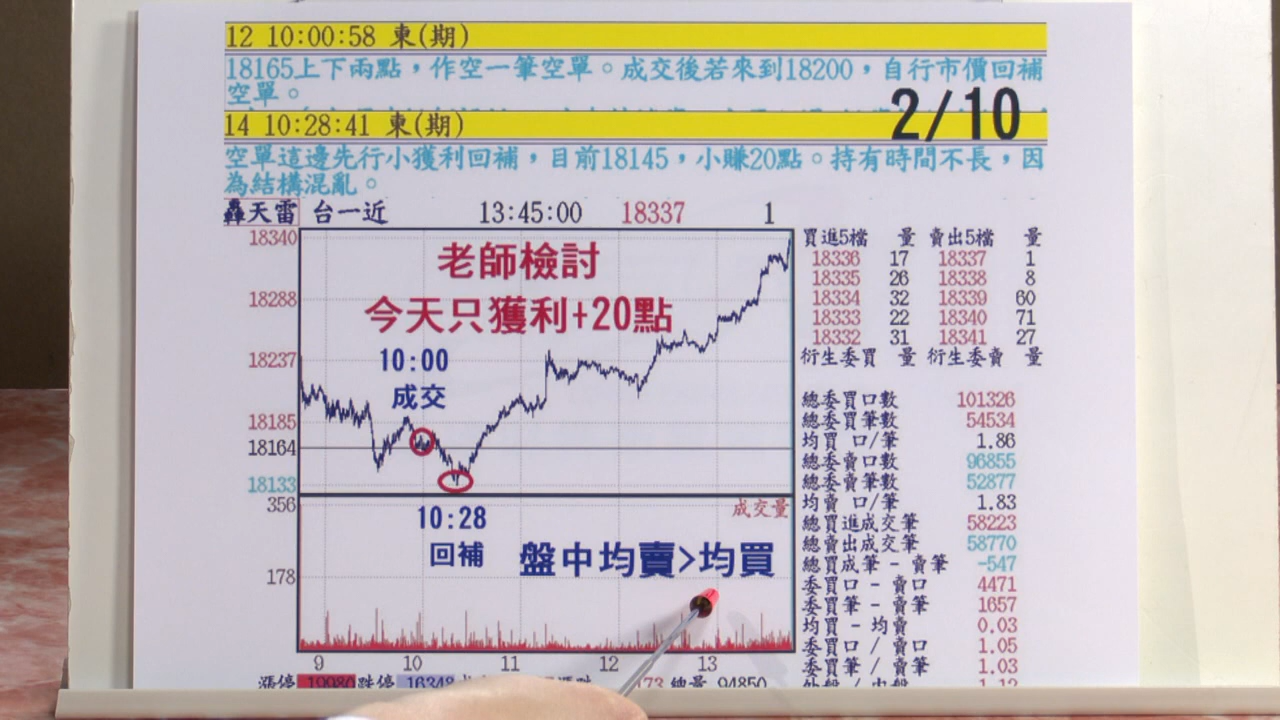 12 10:00:58 東(期)
18165上下兩點，作空一筆空單。成交後若來到18200，自行市價回補
空單。
2/10
14 10:28:41 東(期)
空單這邊先行小獲利回補，目前18145，小賺20點。持有時間不長，因
為結構混亂。
轟天雷 台一近 13:45:00 18337 1
18340
18288
18237
18185
18164
18133
356
178
老師檢討
今天只獲利+20點
10:00
成交
10:28
回補
成交量
盤中均賣>均買
9 10 11 12 13
買進5檔 量 賣出5檔 量
18336 17 18337 1
18335 26 18338 8
18334 32 18339 60
18333 22 18340 71
18332 31 18341 27
衍生委買 量 衍生委賣 量
總委買口數 101326
總委買筆數 54534
均買 口/筆 1.86
總委賣口數 96855
總委賣筆數 52877
均賣 口/筆 1.83
總買進成交筆 58223
總賣出成交筆 58770
總買成筆 - 賣筆 -547
委買口 - 賣口 4471
委買筆 - 賣筆 1657
均買 - 均賣 0.03
委買口 / 賣口 1.05
委買筆 / 賣筆 1.03
漲停 19980 跌停 16348 173 總量 94850